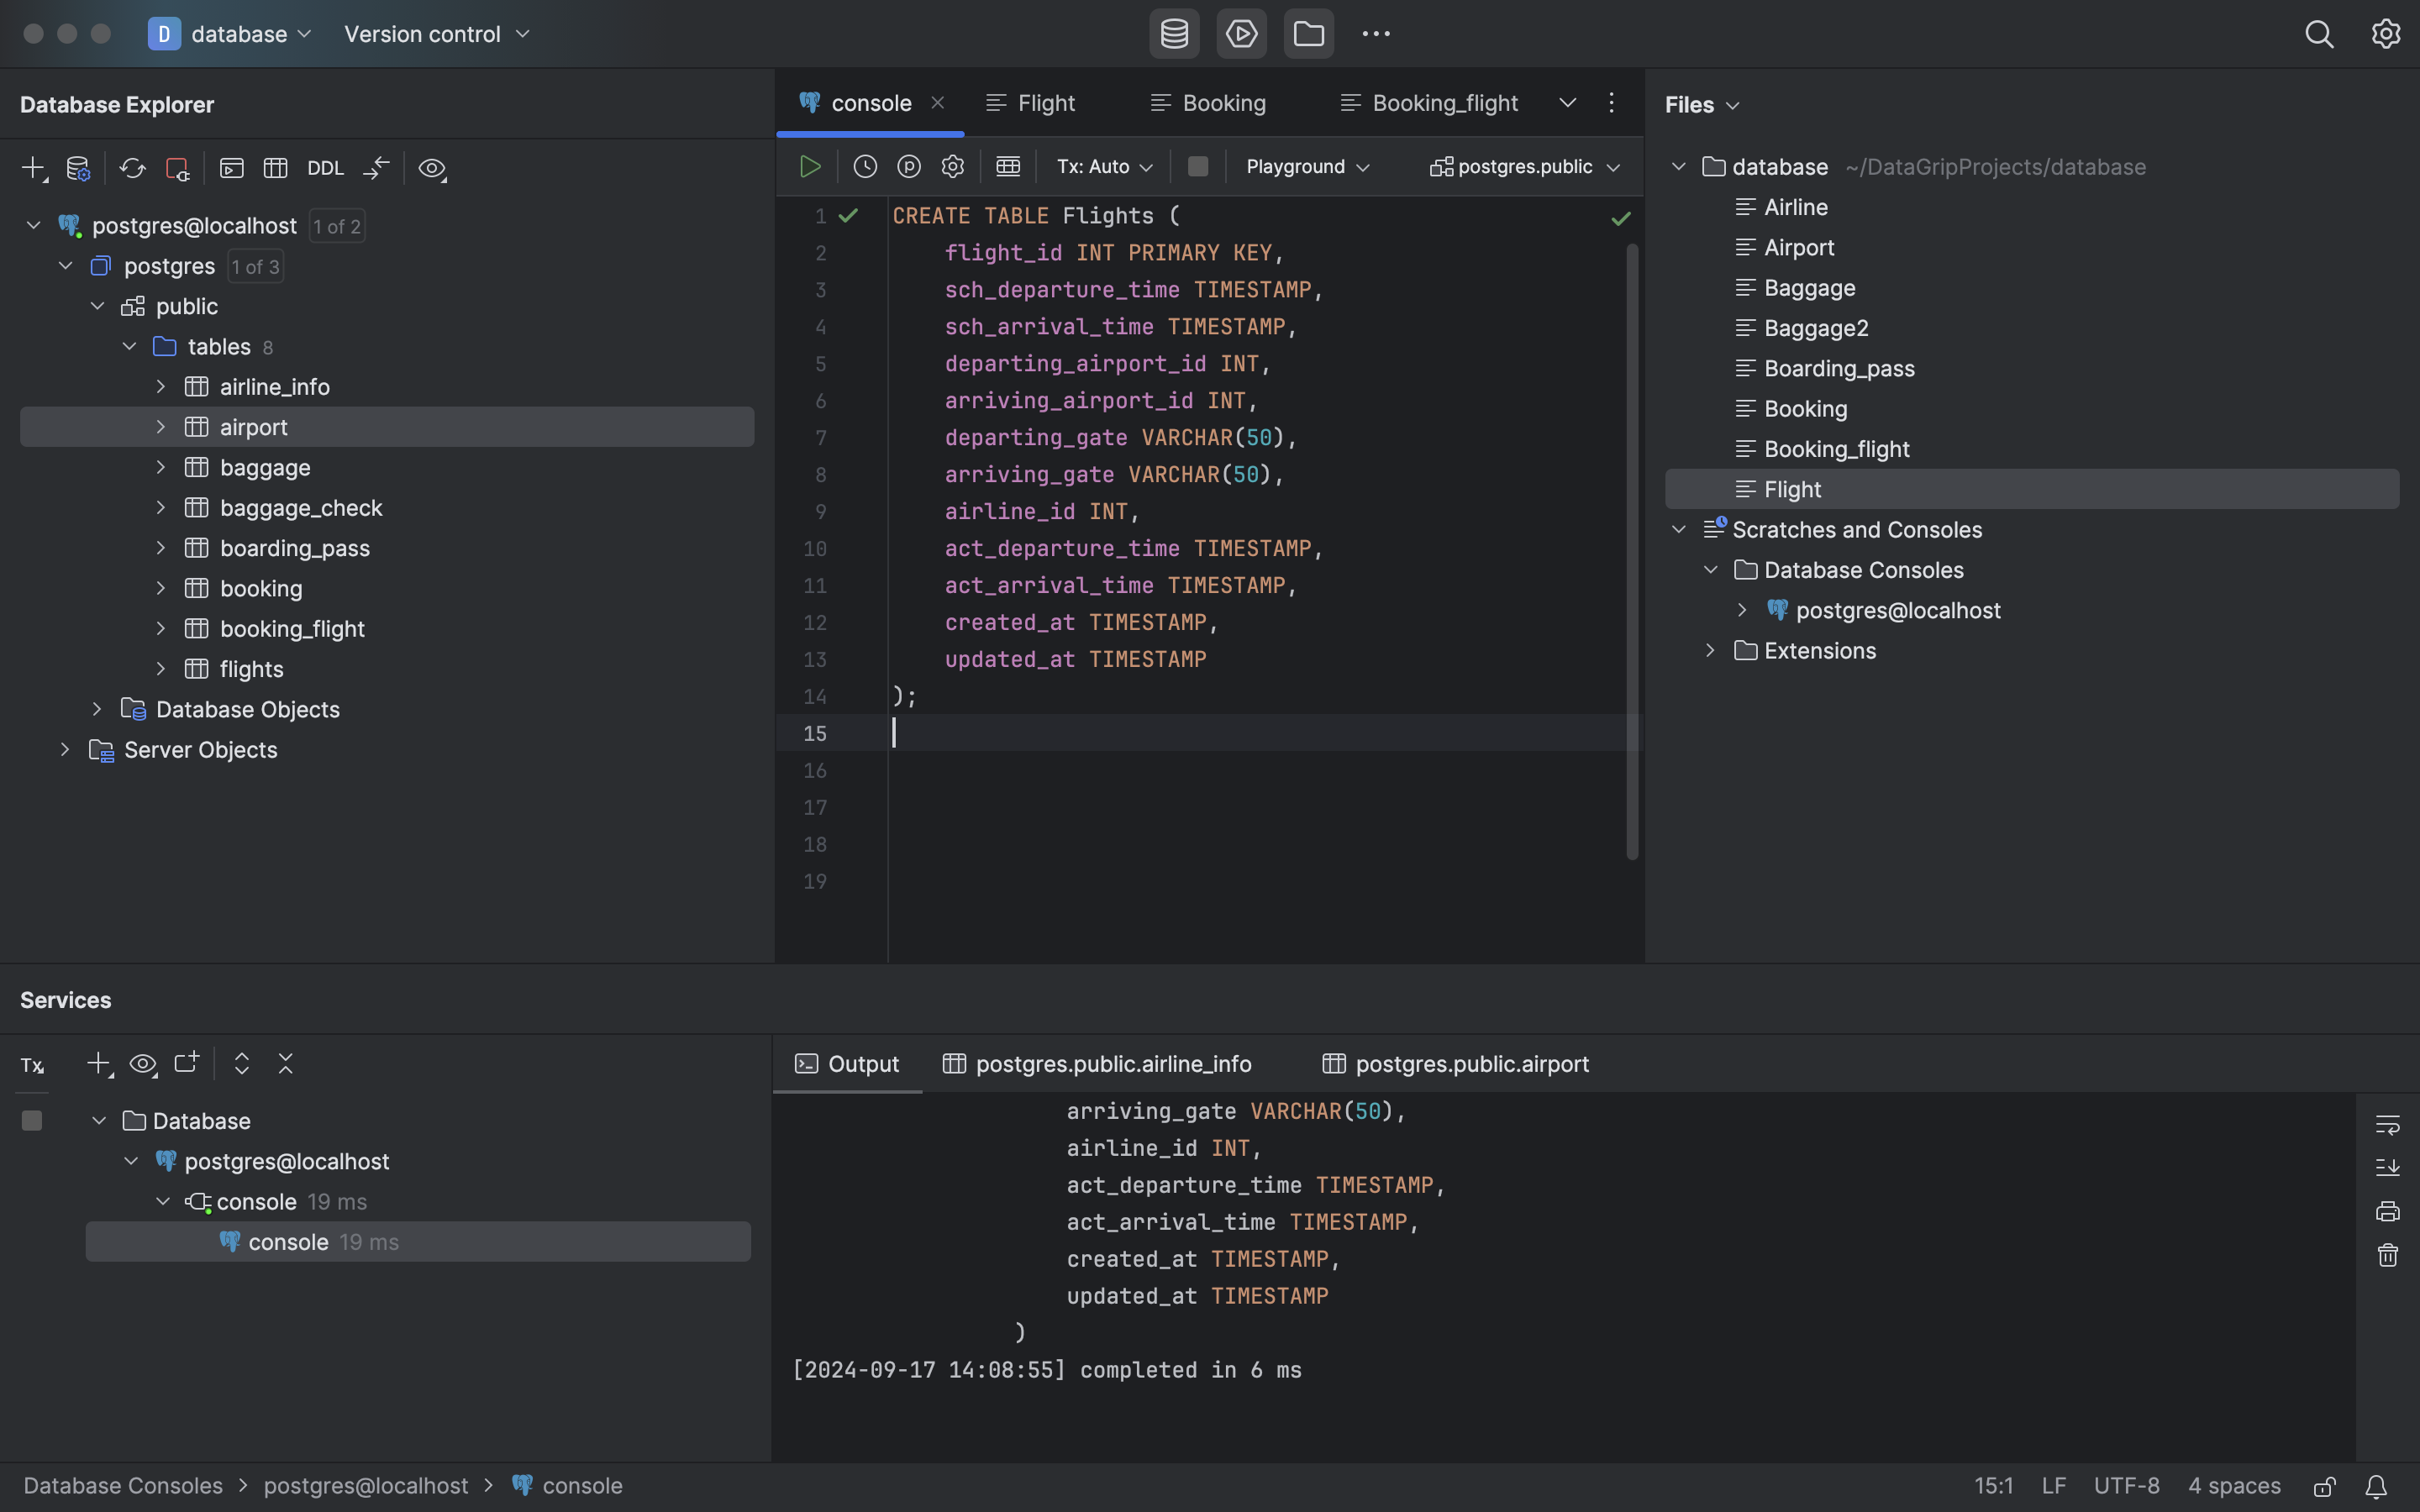 D database Version control
Database Explorer
DDL
postgres@localhost 1 of 2
postgres 1 of 3
public
tables 8
airline_info
airport
baggage
baggage_check
boarding_pass
booking
booking_flight
flights
Database Objects
Server Objects
console Flight Booking Booking_flight
Tx: Auto Playground postgres.public
1 CREATE TABLE Flights (
2 flight_id INT PRIMARY KEY,
3 sch_departure_time TIMESTAMP,
4 sch_arrival_time TIMESTAMP,
5 departing_airport_id INT,
6 arriving_airport_id INT,
7 departing_gate VARCHAR(50),
8 arriving_gate VARCHAR(50),
9 airline_id INT,
10 act_departure_time TIMESTAMP,
11 act_arrival_time TIMESTAMP,
12 created_at TIMESTAMP,
13 updated_at TIMESTAMP
14 );
15
16
17
18
19
Files
database ~/DataGripProjects/database
Airline
Airport
Baggage
Baggage2
Boarding_pass
Booking
Booking_flight
Flight
Scratches and Consoles
Database Consoles
postgres@localhost
Extensions
Services
Tx
Database
postgres@localhost
console 19 ms
console 19 ms
Output postgres.public.airline_info postgres.public.airport
arriving_gate VARCHAR(50),
airline_id INT,
act_departure_time TIMESTAMP,
act_arrival_time TIMESTAMP,
created_at TIMESTAMP,
updated_at TIMESTAMP
)
[2024-09-17 14:08:55] completed in 6 ms
Database Consoles > postgres@localhost > console
15:1 LF UTF-8 4 spaces